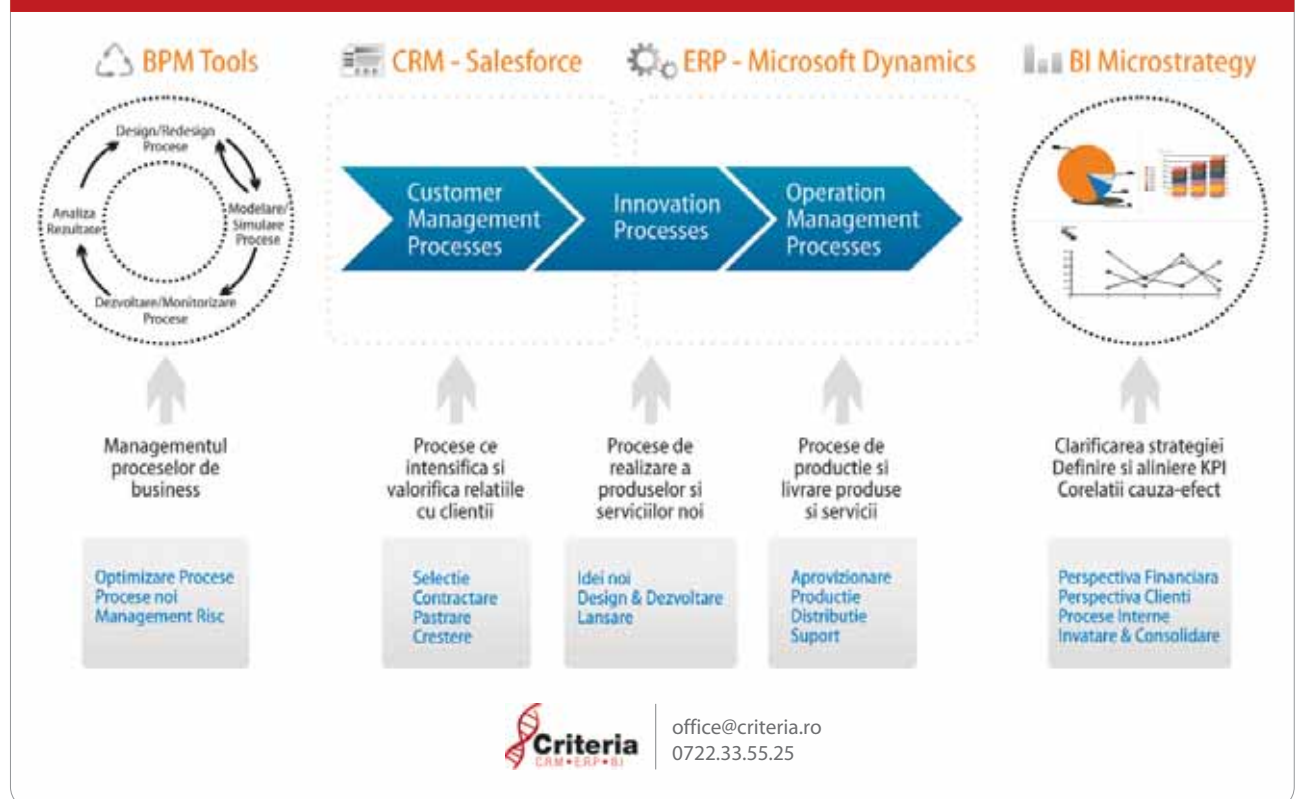 BPM Tools
CRM - Salesforce
ERP - Microsoft Dynamics
BI Microstrategy
Design/Redesign
Procese
Modelare/
Simulare
Procese
Dezvoltare/Monitorizare
Procese
Analiza
Rezultate
Customer
Management
Processes
Innovation
Processes
Operation
Management
Processes
Managementul
proceselor de
business
Procese ce
intensifica si
valorifica relatiile
cu clientii
Procese de
realizare a
produselor si
serviciilor noi
Procese de
productie si
livrare produse
si servicii
Clarificarea strategiei
Definire si aliniere KPI
Corelatii cauza-efect
Optimizare Procese
Procese noi
Management Risc
Selectie
Contractare
Pastrare
Crestere
Idei noi
Design & Dezvoltare
Lansare
Aprovizionare
Productie
Distributie
Suport
Perspectiva Financiara
Perspectiva Clienti
Procese Interne
Invatare & Consolidare
Criteria
CRM•ERP•BI
office@criteria.ro
0722.33.55.25